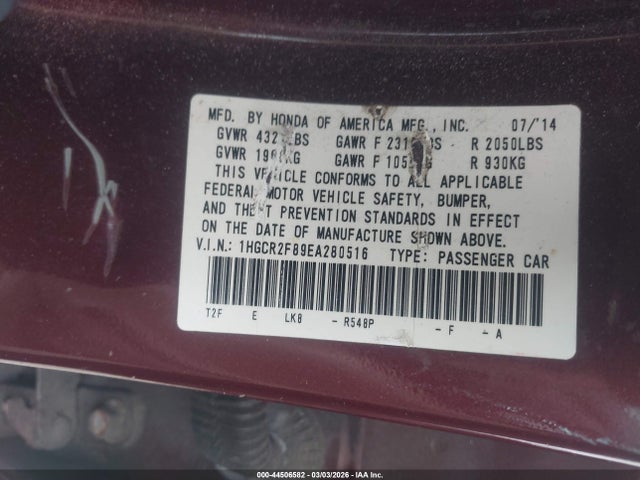 MFD. BY HONDA OF AMERICA MFG., INC. 07/'14
GVWR GAWR F R 2050LBS
GVWR GAWR F R 930KG
THIS VEHICLE CONFORMS TO ALL APPLICABLE
FEDERAL MOTOR VEHICLE SAFETY, BUMPER,
AND THEFT PREVENTION STANDARDS IN EFFECT
ON THE DATE OF MANUFACTURE SHOWN ABOVE.
V.I.N.: 1HGCR2F89EA280516 TYPE: PASSENGER CAR
T2F E LK8 - R548P - F - A
000-44506582 | 03/03/2026 | IAA Inc.